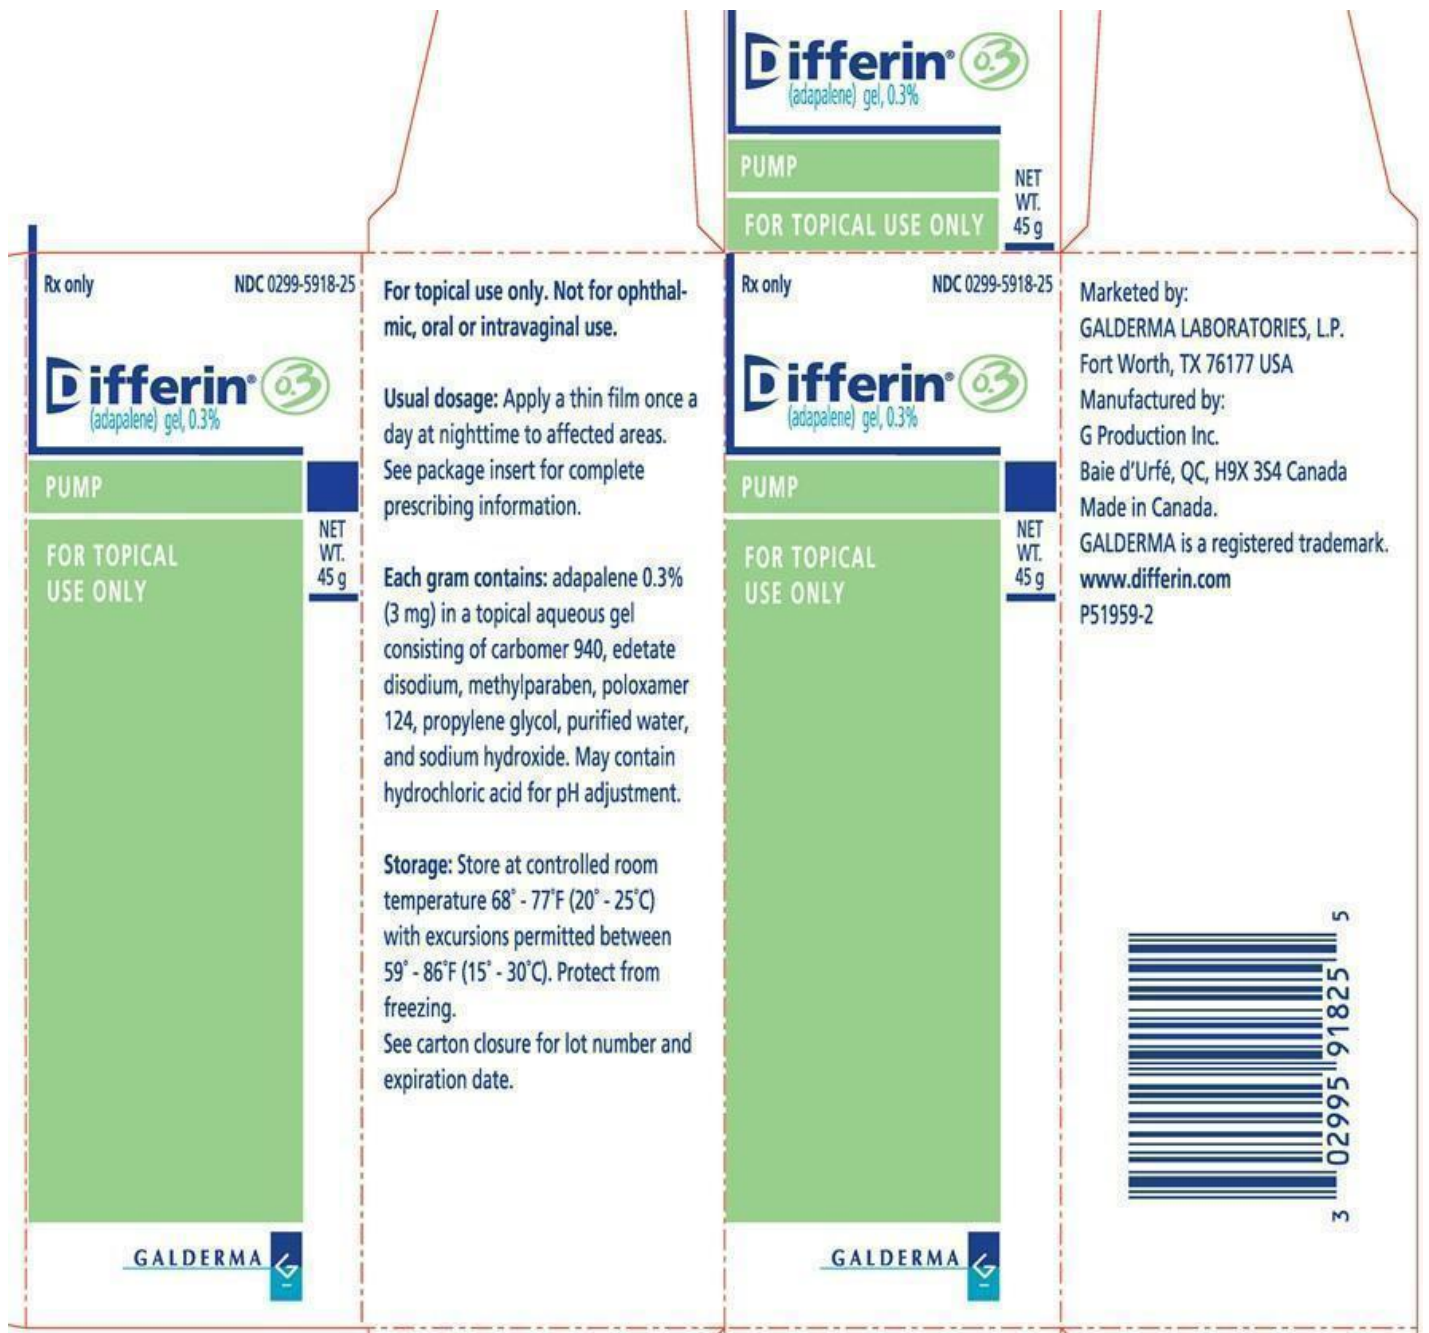 Differin® 0.3
(adapalene) gel, 0.3%
PUMP
FOR TOPICAL USE ONLY
NET
WT.
45 g
Rx only NDC 0299-5918-25
Differin® 0.3
(adapalene) gel, 0.3%
PUMP
FOR TOPICAL
USE ONLY
NET
WT.
45 g
GALDERMA
G
For topical use only. Not for ophthal-
mic, oral or intravaginal use.
Usual dosage: Apply a thin film once a
day at nighttime to affected areas.
See package insert for complete
prescribing information.
Each gram contains: adapalene 0.3%
(3 mg) in a topical aqueous gel
consisting of carbomer 940, edetate
disodium, methylparaben, poloxamer
124, propylene glycol, purified water,
and sodium hydroxide. May contain
hydrochloric acid for pH adjustment.
Storage: Store at controlled room
temperature 68° - 77°F (20° - 25°C)
with excursions permitted between
59° - 86°F (15° - 30°C). Protect from
freezing.
See carton closure for lot number and
expiration date.
Rx only NDC 0299-5918-25
Differin® 0.3
(adapalene) gel, 0.3%
PUMP
FOR TOPICAL
USE ONLY
NET
WT.
45 g
GALDERMA
G
Marketed by:
GALDERMA LABORATORIES, L.P.
Fort Worth, TX 76177 USA
Manufactured by:
G Production Inc.
Baie d'Urfé, QC, H9X 3S4 Canada
Made in Canada.
GALDERMA is a registered trademark.
www.differin.com
P51959-2
3 02995 91825 5